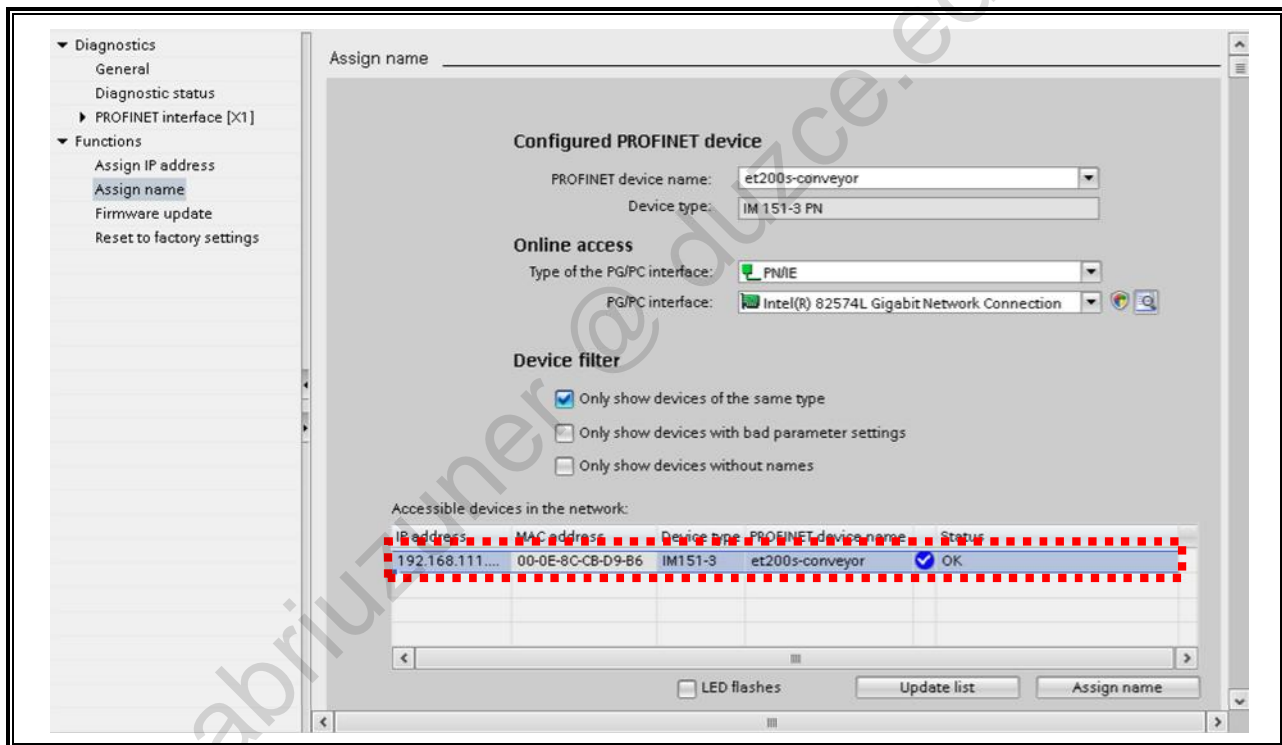 Diagnostics
General
Diagnostic status
PROFINET interface [X1]
Functions
Assign IP address
Assign name
Firmware update
Reset to factory settings
Assign name
Configured PROFINET device
PROFINET device name: et200s-conveyor
Device type: IM 151-3 PN
Online access
Type of the PG/PC interface: PN/IE
PG/PC interface: Intel(R) 82574L Gigabit Network Connection
Device filter
Only show devices of the same type
Only show devices with bad parameter settings
Only show devices without names
Accessible devices in the network:
IP address MAC address Device type PROFINET device name Status
192.168.111.... 00-0E-8C-CB-D9-B6 IM151-3 et200s-conveyor OK
LED flashes Update list Assign name
abriuzuner @ duzce.ed